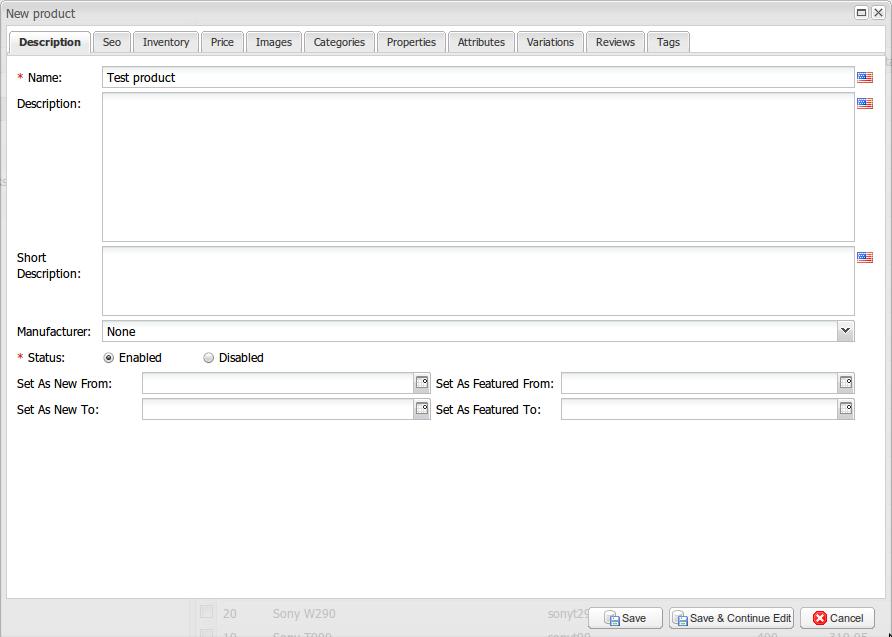 New product
Description Seo Inventory Price Images Categories Properties Attributes Variations Reviews Tags
* Name: Test product
Description:
Short
Description:
Manufacturer: None
* Status: Enabled Disabled
Set As New From: Set As Featured From:
Set As New To: Set As Featured To:
20 Sony W290 sonyt29
Save Save & Continue Edit Cancel